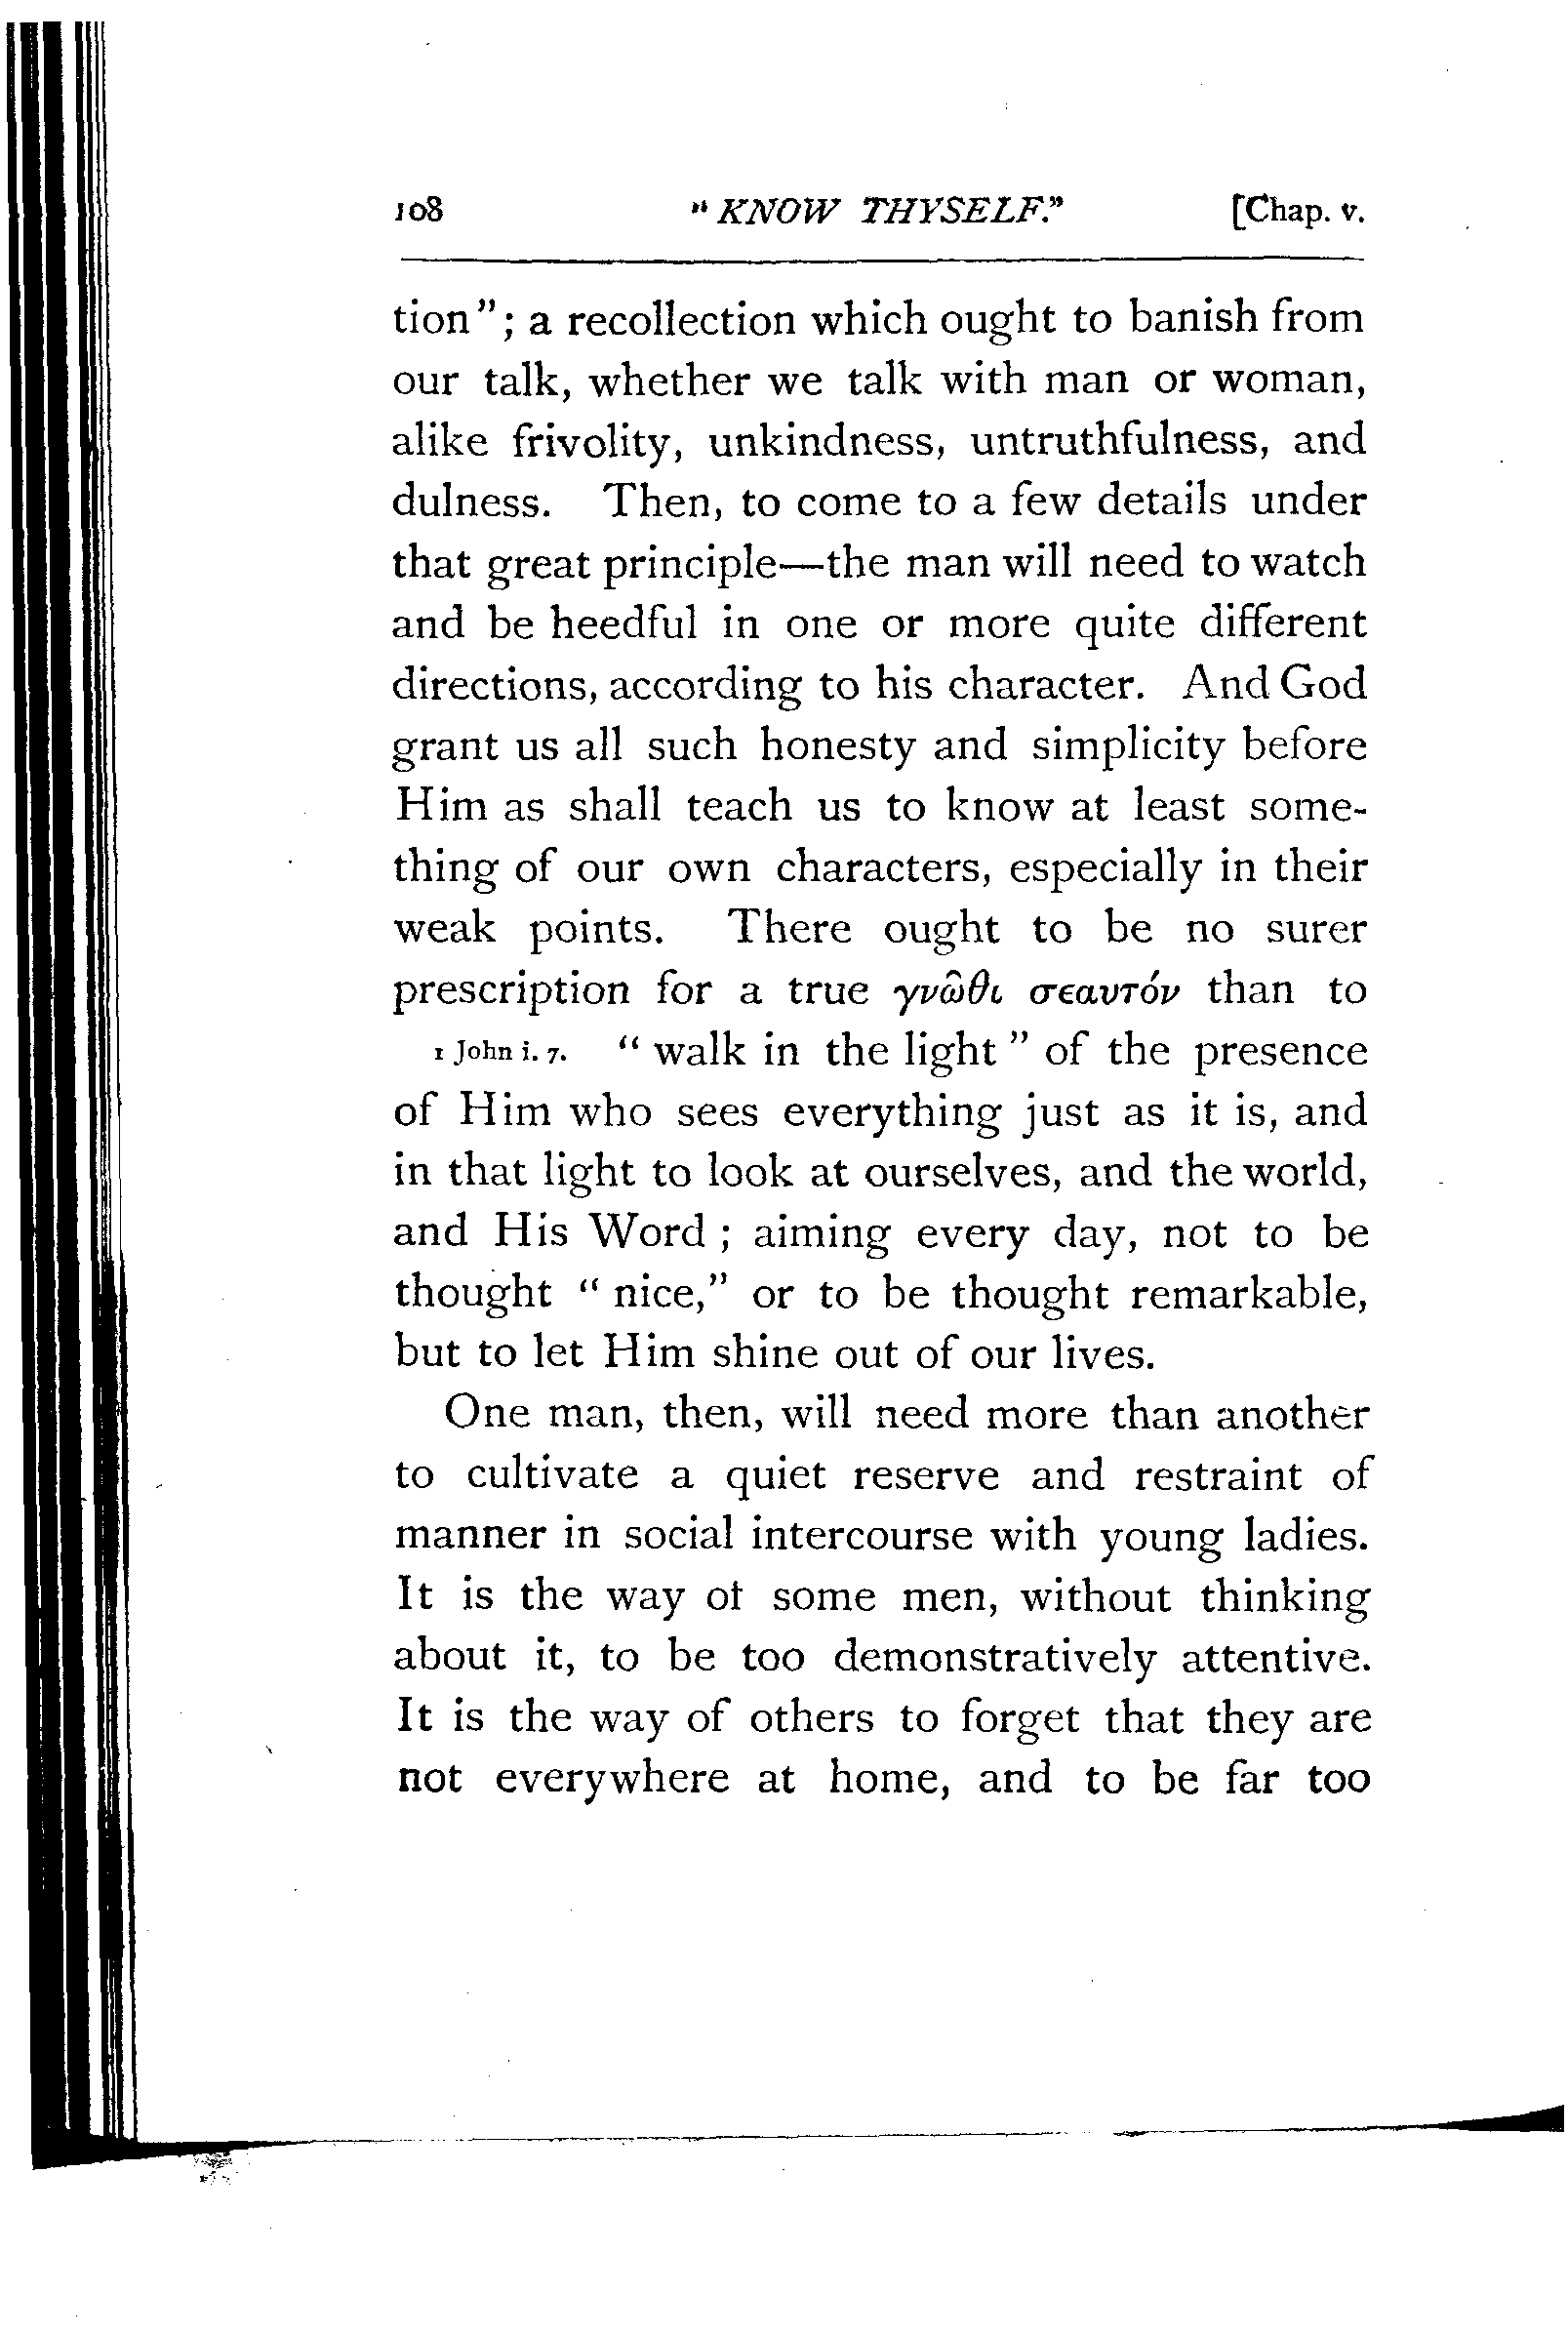 108 "KNOW THYSELF." [Chap. v.
tion"; a recollection which ought to banish from
our talk, whether we talk with man or woman,
alike frivolity, unkindness, untruthfulness, and
dulness. Then, to come to a few details under
that great principle—the man will need to watch
and be heedful in one or more quite different
directions, according to his character. And God
grant us all such honesty and simplicity before
Him as shall teach us to know at least some-
thing of our own characters, especially in their
weak points. There ought to be no surer
prescription for a true γνῶθι σεαυτόν than to
1 John i. 7. "walk in the light" of the presence
of Him who sees everything just as it is, and
in that light to look at ourselves, and the world,
and His Word; aiming every day, not to be
thought "nice," or to be thought remarkable,
but to let Him shine out of our lives.
One man, then, will need more than another
to cultivate a quiet reserve and restraint of
manner in social intercourse with young ladies.
It is the way of some men, without thinking
about it, to be too demonstratively attentive.
It is the way of others to forget that they are
not everywhere at home, and to be far too